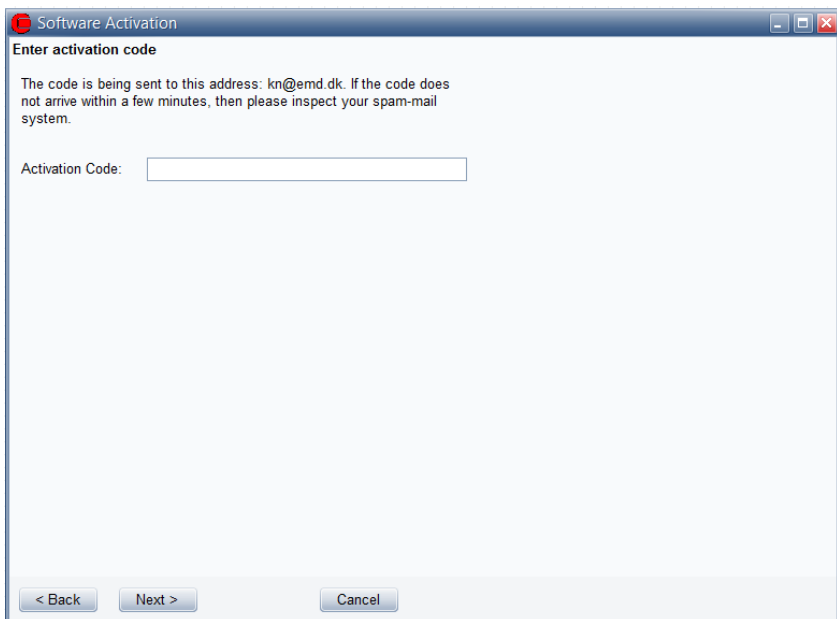 Software Activation
Enter activation code
The code is being sent to this address: kn@emd.dk. If the code does
not arrive within a few minutes, then please inspect your spam-mail
system.
Activation Code:
< Back Next > Cancel